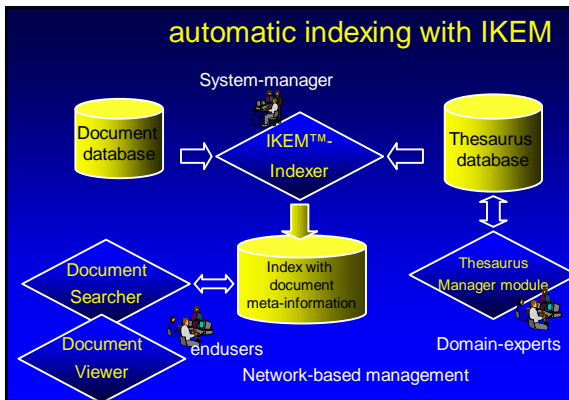 automatic indexing with IKEM
System-manager
Document
database
IKEM™-
Indexer
Thesaurus
database
Document
Searcher
Index with
document
meta-information
Thesaurus
Manager module
Document
Viewer
endusers
Domain-experts
Network-based management